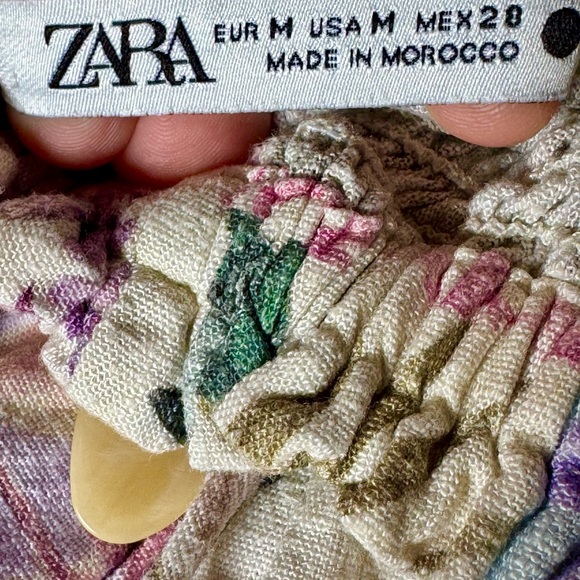 ZARA EUR M USA M MEX 28
MADE IN MOROCCO